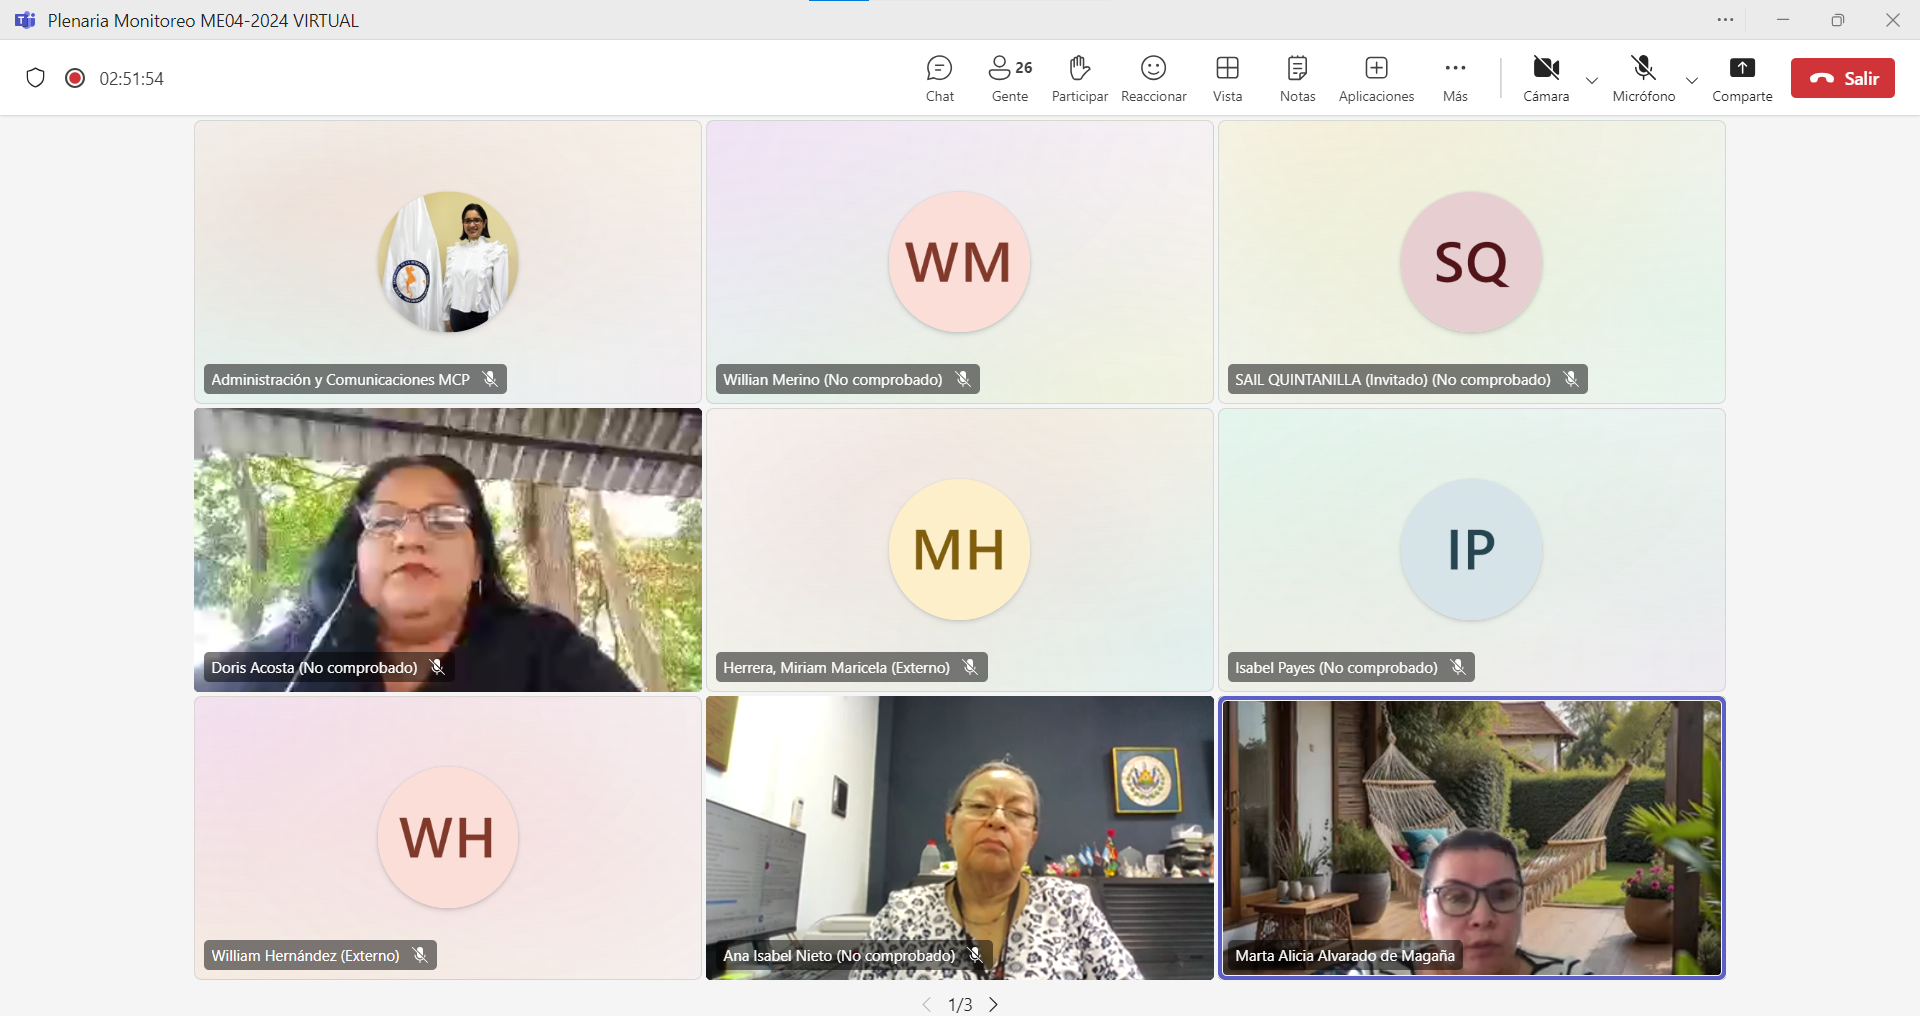 Plenaria Monitoreo ME04-2024 VIRTUAL
02:51:54
Chat
26
Gente
Participar
Reaccionar
Vista
Notas
Aplicaciones
Más
Cámara
Micrófono
Comparte
Salir
Administración y Comunicaciones MCP
WM
Willian Merino (No comprobado)
SQ
SAIL QUINTANILLA (Invitado) (No comprobado)
Doris Acosta (No comprobado)
MH
Herrera, Miriam Maricela (Externo)
IP
Isabel Payes (No comprobado)
WH
William Hernández (Externo)
Ana Isabel Nieto (No comprobado)
Marta Alicia Alvarado de Magaña
1/3